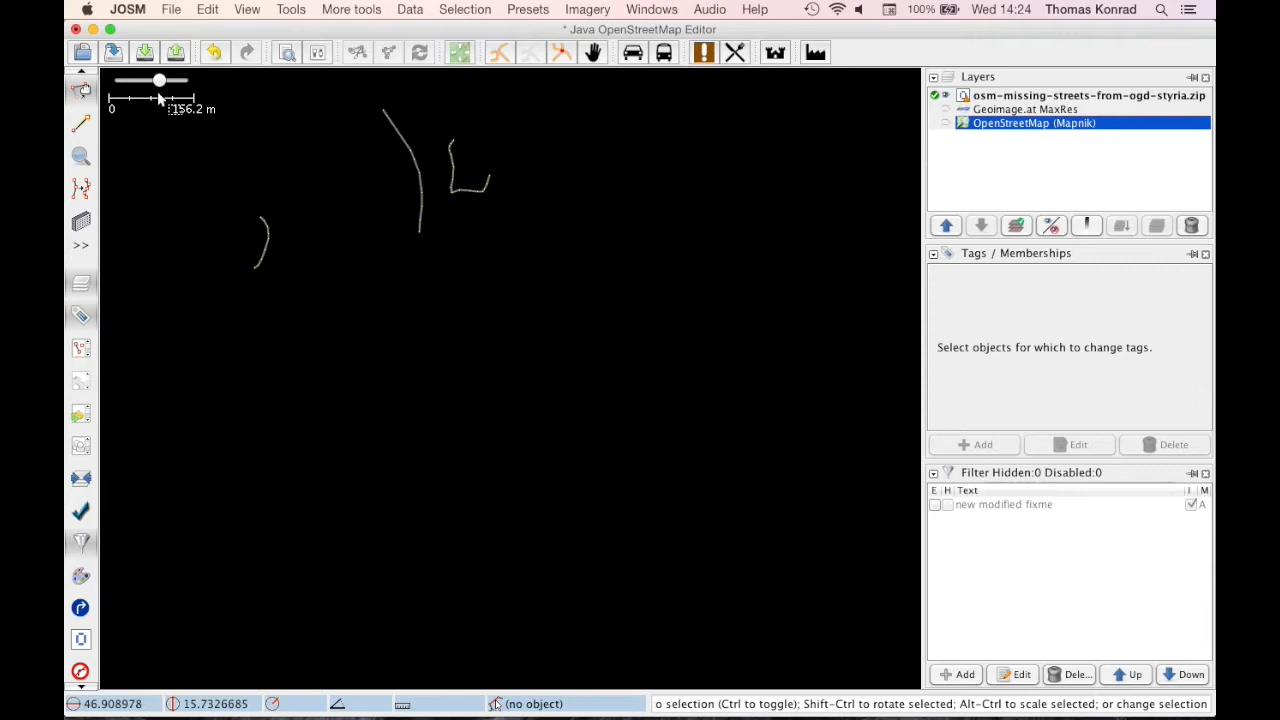 JOSM File Edit View Tools More tools Data Selection Presets Imagery Windows Audio Help 100% Wed 14:24 Thomas Konrad
* Java OpenStreetMap Editor
Layers
osm-missing-streets-from-ogd-styria.zip
Geoimage.at MaxRes
OpenStreetMap (Mapnik)
0 156.2 m
>>
Tags / Memberships
Select objects for which to change tags.
Add Edit Delete
Filter Hidden:0 Disabled:0
E H Text I M
new modified fixme A
Add Edit Dele... Up Down
46.908978 15.7326685 (no object) o selection (Ctrl to toggle); Shift-Ctrl to rotate selected; Alt-Ctrl to scale selected; or change selection